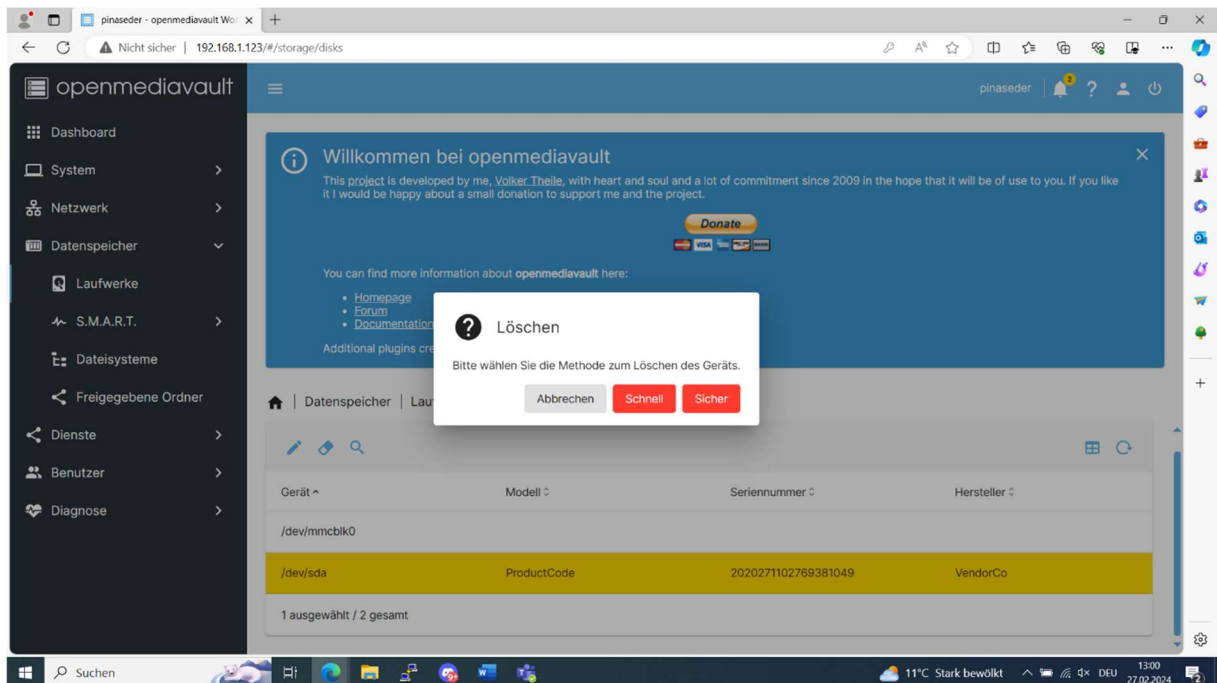 pinaseder - openmediavault Wor
Nicht sicher | 192.168.1.123/#/storage/disks
openmediavault
pinaseder
2
Dashboard
System
Netzwerk
Datenspeicher
Laufwerke
S.M.A.R.T.
Dateisysteme
Freigegebene Ordner
Dienste
Benutzer
Diagnose
Willkommen bei openmediavault
This project is developed by me, Volker Theile, with heart and soul and a lot of commitment since 2009 in the hope that it will be of use to you. If you like
it I would be happy about a small donation to support me and the project.
Donate
VISA
You can find more information about openmediavault here:
Homepage
Forum
Documentation
Additional plugins cre
Löschen
Bitte wählen Sie die Methode zum Löschen des Geräts.
Abbrechen Schnell Sicher
Datenspeicher | Lau
Gerät Modell Seriennummer Hersteller
/dev/mmcblk0
/dev/sda ProductCode 2020271102769381049 VendorCo
1 ausgewählt / 2 gesamt
Suchen
11°C Stark bewölkt
DEU
13:00
27.02.2024
2